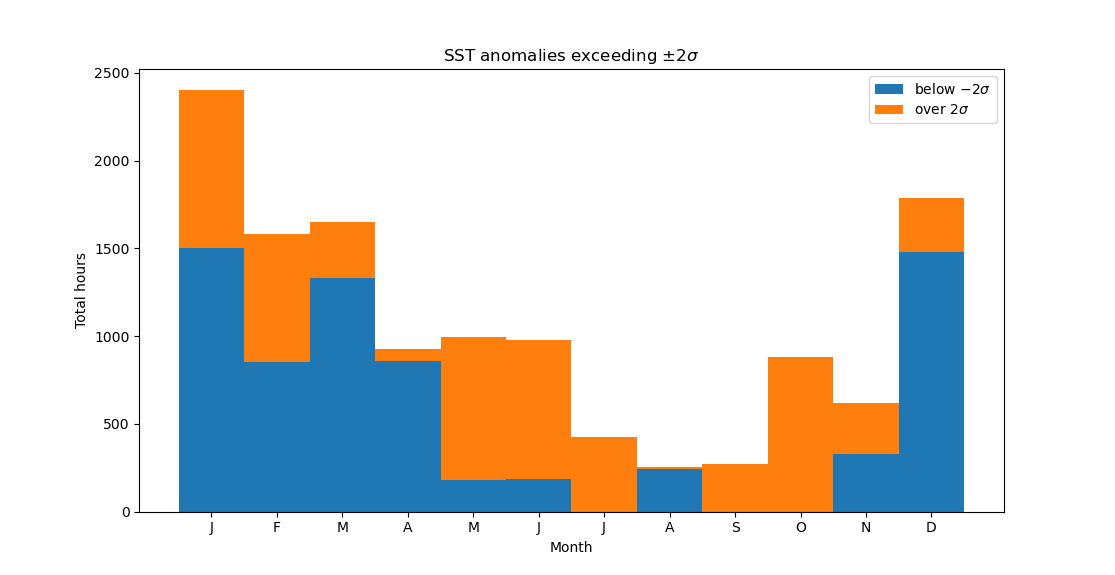 SST anomalies exceeding ±2σ
below −2σ
over 2σ
Total hours
2500
2000
1500
1000
500
0
J F M A M J J A S O N D
Month